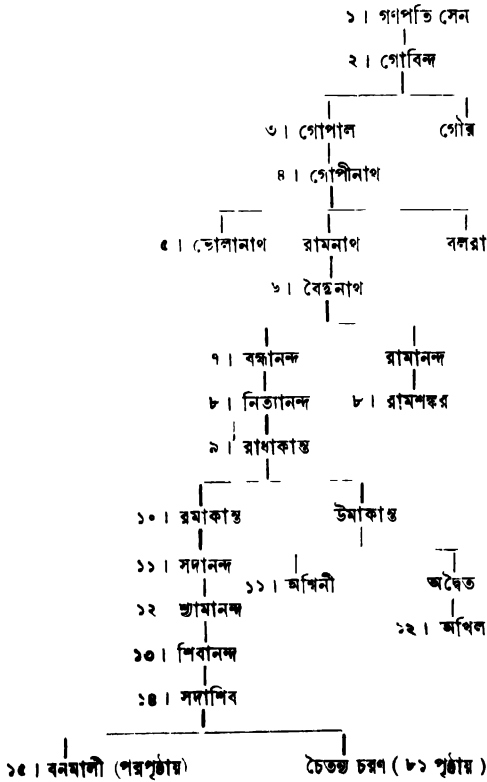 ১। গণপতি সেন
২। গোবিন্দ
৩। গোপাল গৌর
৪। গোপীনাথ
৫। ভোলানাথ রামনাথ বলরা
৬। বৈদ্যনাথ
৭। ব্রহ্মানন্দ রামানন্দ
৮। নিত্যানন্দ ৮। রামশঙ্কর
৯। রাধাকান্ত
১০। রমাকান্ত উমাকান্ত
১১। সদানন্দ ১১। অশ্বিনী অদ্বৈত
১২ শ্যামানন্দ ১২। অখিল
১৩। শিবানন্দ
১৪। সদাশিব
১৫। বনমালী (পরপৃষ্ঠায়) চৈতন্য চরণ (৮১ পৃষ্ঠায়)